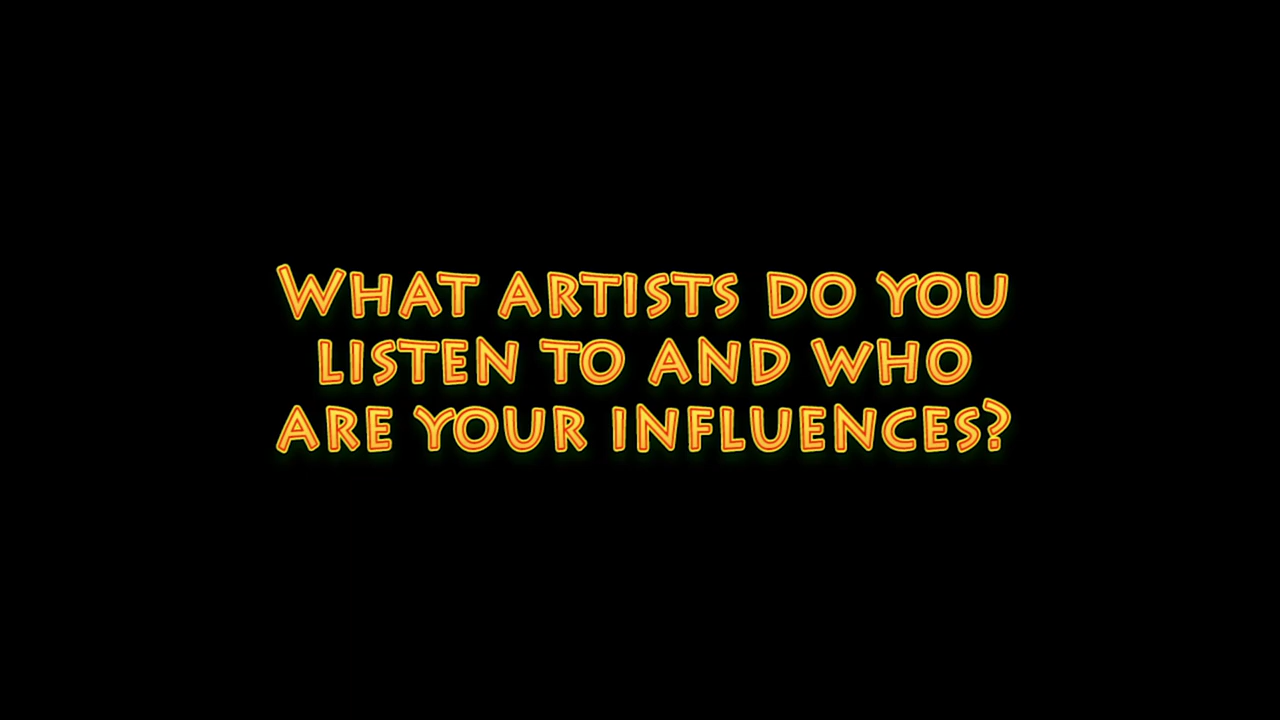 What artists do you
listen to and who
are your influences?